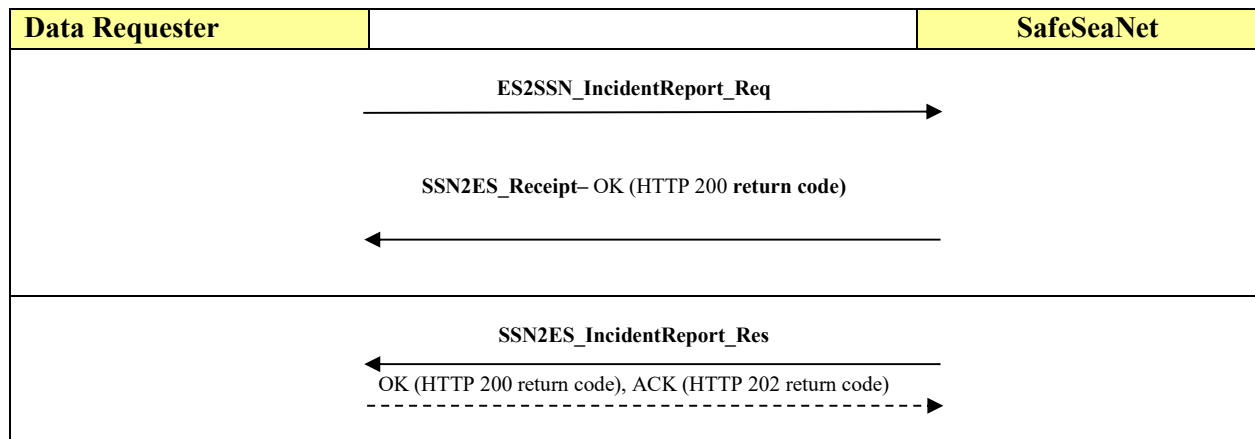 Data Requester
SafeSeaNet
ES2SSN_IncidentReport_Req
SSN2ES_Receipt– OK (HTTP 200 return code)
SSN2ES_IncidentReport_Res
OK (HTTP 200 return code), ACK (HTTP 202 return code)